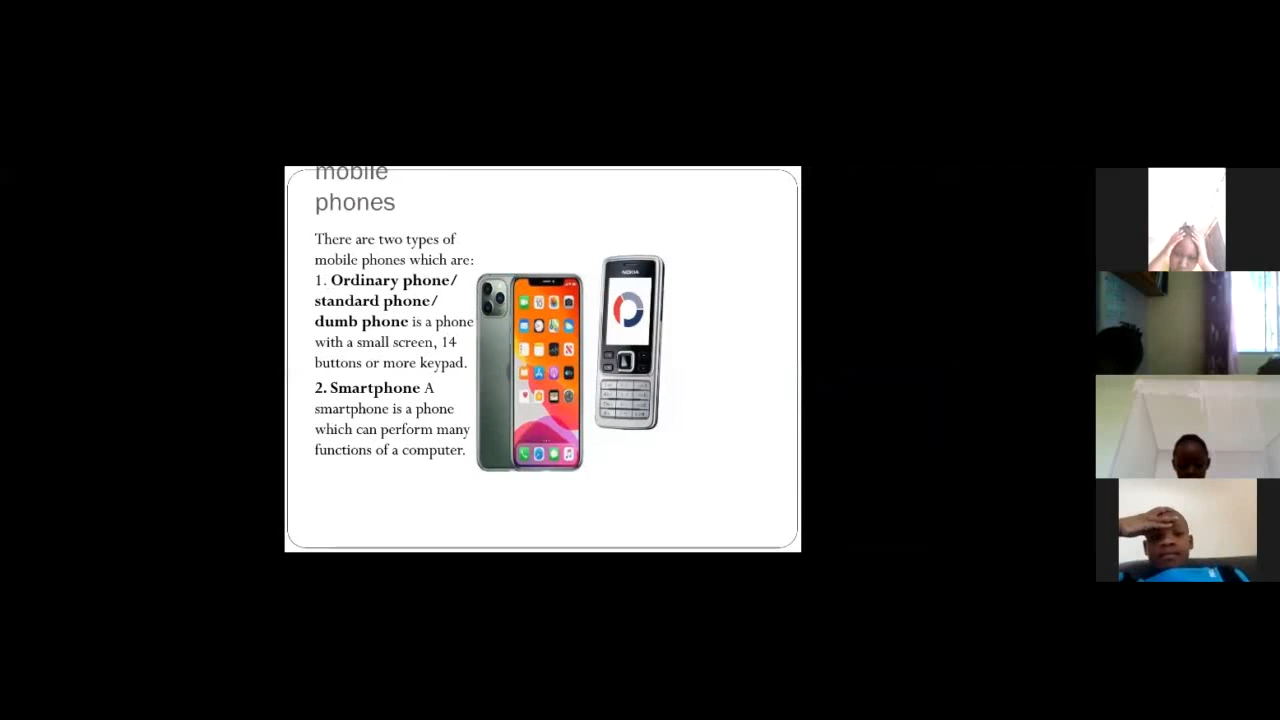 mobile
phones
There are two types of
mobile phones which are:
1. Ordinary phone/
standard phone/
dumb phone is a phone
with a small screen, 14
buttons or more keypad.
2. Smartphone A
smartphone is a phone
which can perform many
functions of a computer.
NOKIA